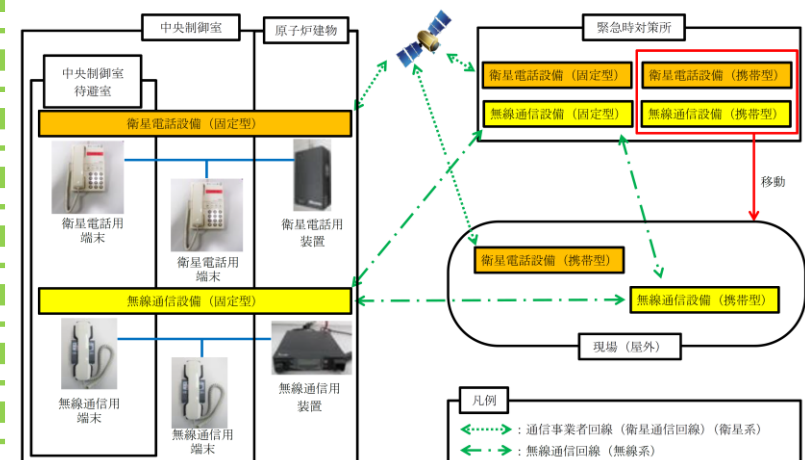 中央制御室
原子炉建物
中央制御室
待避室
衛星電話設備（固定型）
衛星電話用
端末
衛星電話用
端末
衛星電話用
装置
無線通信設備（固定型）
無線通信用
端末
無線通信用
端末
無線通信用
装置
緊急時対策所
衛星電話設備（固定型）
衛星電話設備（携帯型）
無線通信設備（固定型）
無線通信設備（携帯型）
移動
衛星電話設備（携帯型）
無線通信設備（携帯型）
現場（屋外）
凡例
：通信事業者回線（衛星通信回線）（衛星系）
：無線通信回線（無線系）